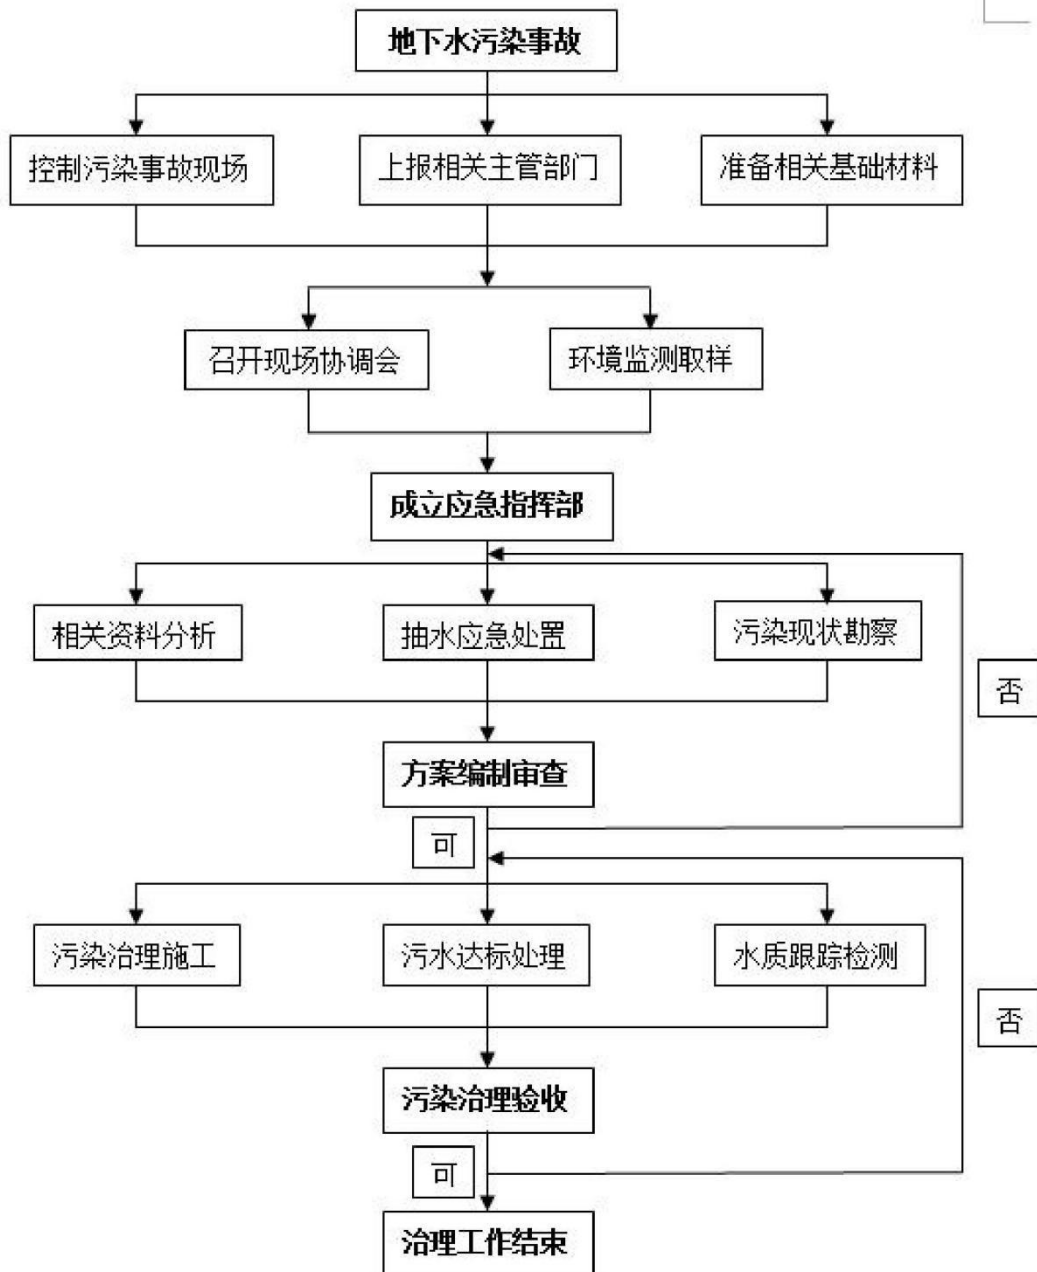 地下水污染事故
控制污染事故现场
上报相关主管部门
准备相关基础材料
召开现场协调会
环境监测取样
成立应急指挥部
相关资料分析
抽水应急处置
污染现状勘察
否
方案编制审查
可
污染治理施工
污水达标处理
水质跟踪检测
否
污染治理验收
可
治理工作结束